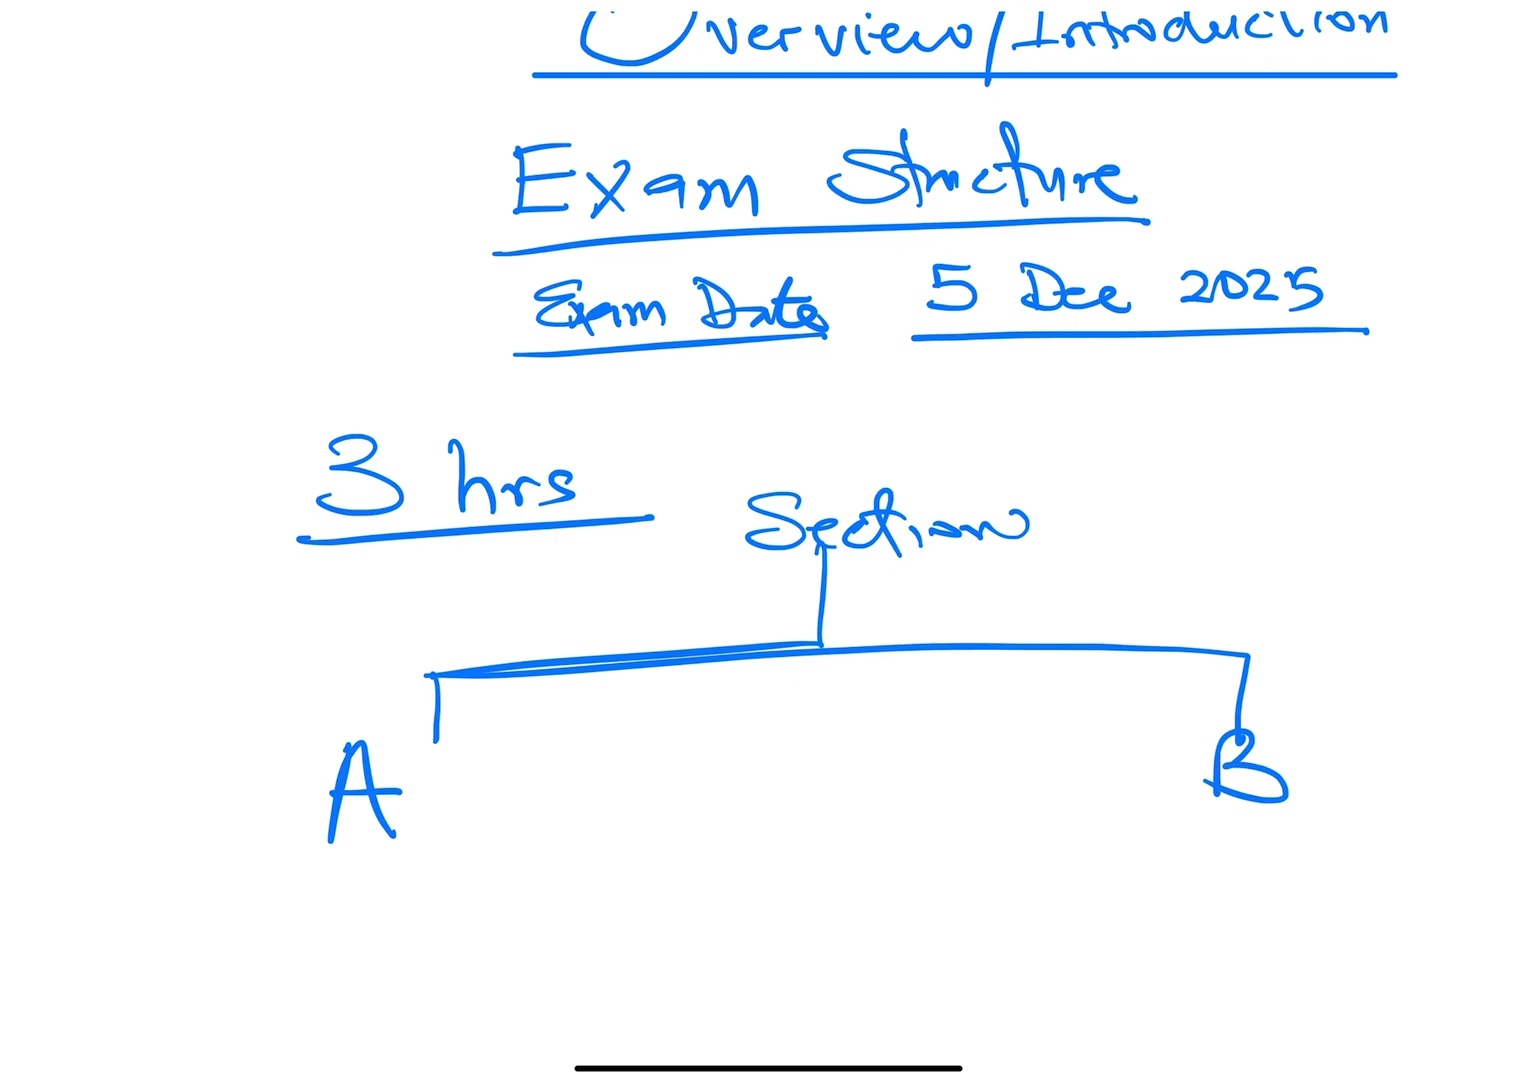 Overview/Introduction
Exam Structure
Exam Date 5 Dec 2025
3 hrs
Section
A B